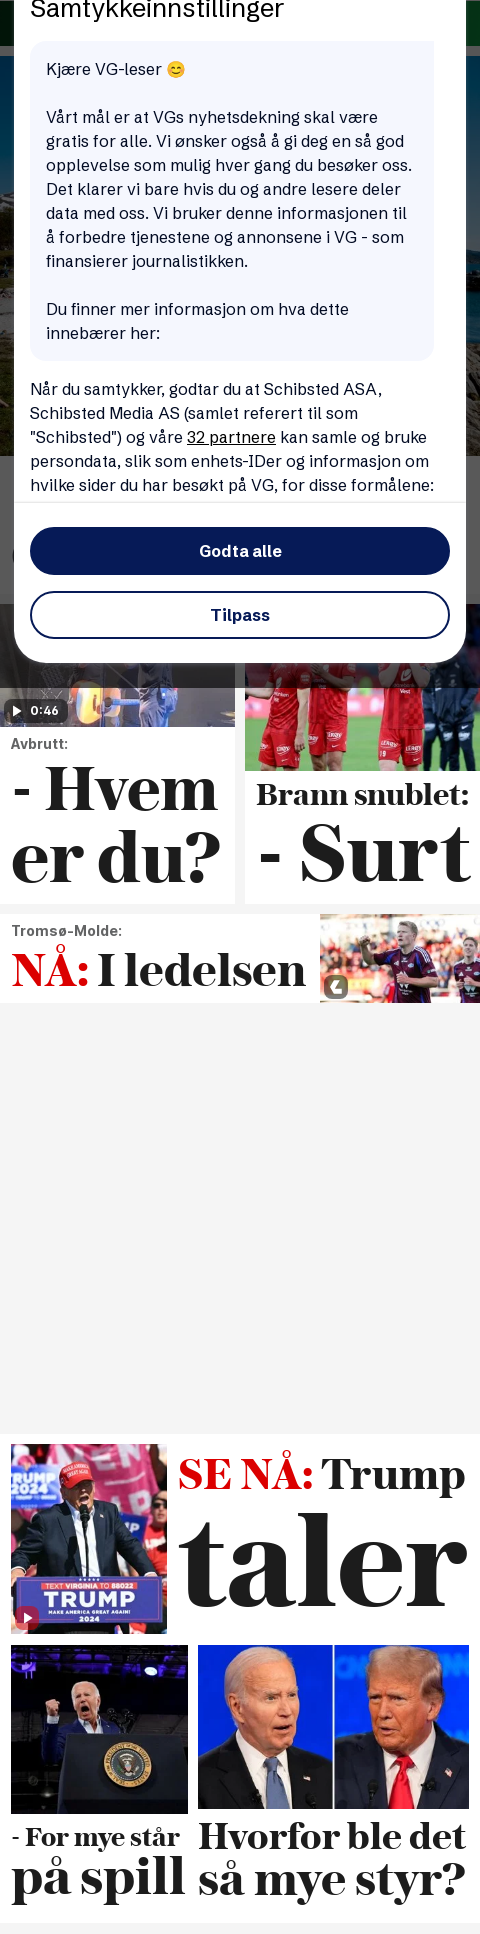 Samtykkeinnstillinger
Kjære VG-leser 😊
Vårt mål er at VGs nyhetsdekning skal være
gratis for alle. Vi ønsker også å gi deg en så god
opplevelse som mulig hver gang du besøker oss.
Det klarer vi bare hvis du og andre lesere deler
data med oss. Vi bruker denne informasjonen til
å forbedre tjenestene og annonsene i VG - som
finansierer journalistikken.
Du finner mer informasjon om hva dette
innebærer her:
Når du samtykker, godtar du at Schibsted ASA,
Schibsted Media AS (samlet referert til som
"Schibsted") og våre 32 partnere kan samle og bruke
persondata, slik som enhets-IDer og informasjon om
hvilke sider du har besøkt på VG, for disse formålene:
Godta alle
Tilpass
0:46
Avbrutt:
- Hvem
er du?
Brann snublet:
- Surt
Tromsø-Molde:
NÅ: I ledelsen
SE NÅ: Trump
taler
TEXT VIRGINIA TO 88022
TRUMP
MAKE AMERICA GREAT AGAIN!
2024
- For mye står
på spill
Hvorfor ble det
så mye styr?